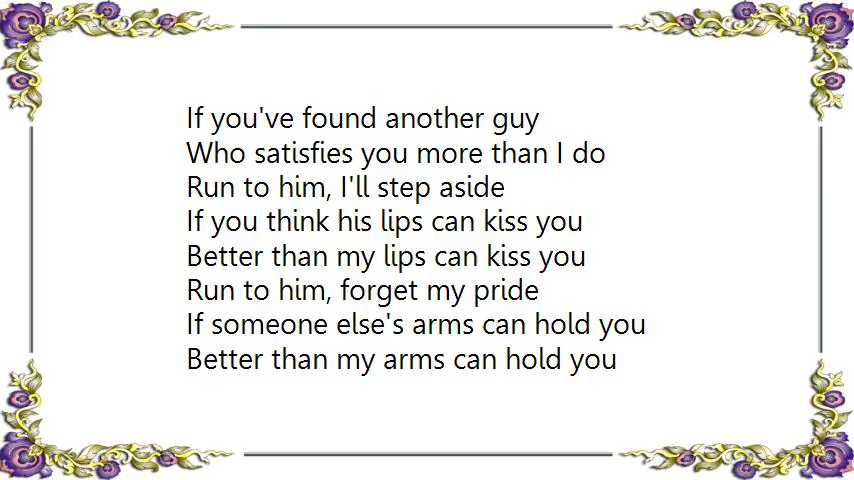 If you've found another guy
Who satisfies you more than I do
Run to him, I'll step aside
If you think his lips can kiss you
Better than my lips can kiss you
Run to him, forget my pride
If someone else's arms can hold you
Better than my arms can hold you